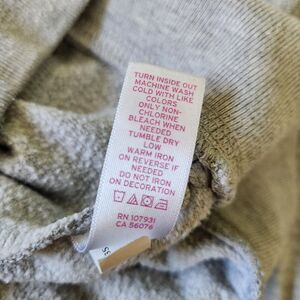 TURN INSIDE OUT
MACHINE WASH
COLD WITH LIKE
COLORS
ONLY NON-
CHLORINE
BLEACH WHEN
NEEDED
TUMBLE DRY
LOW
WARM IRON
ON REVERSE IF
NEEDED
DO NOT IRON
ON DECORATION
RN 107931
CA 56076